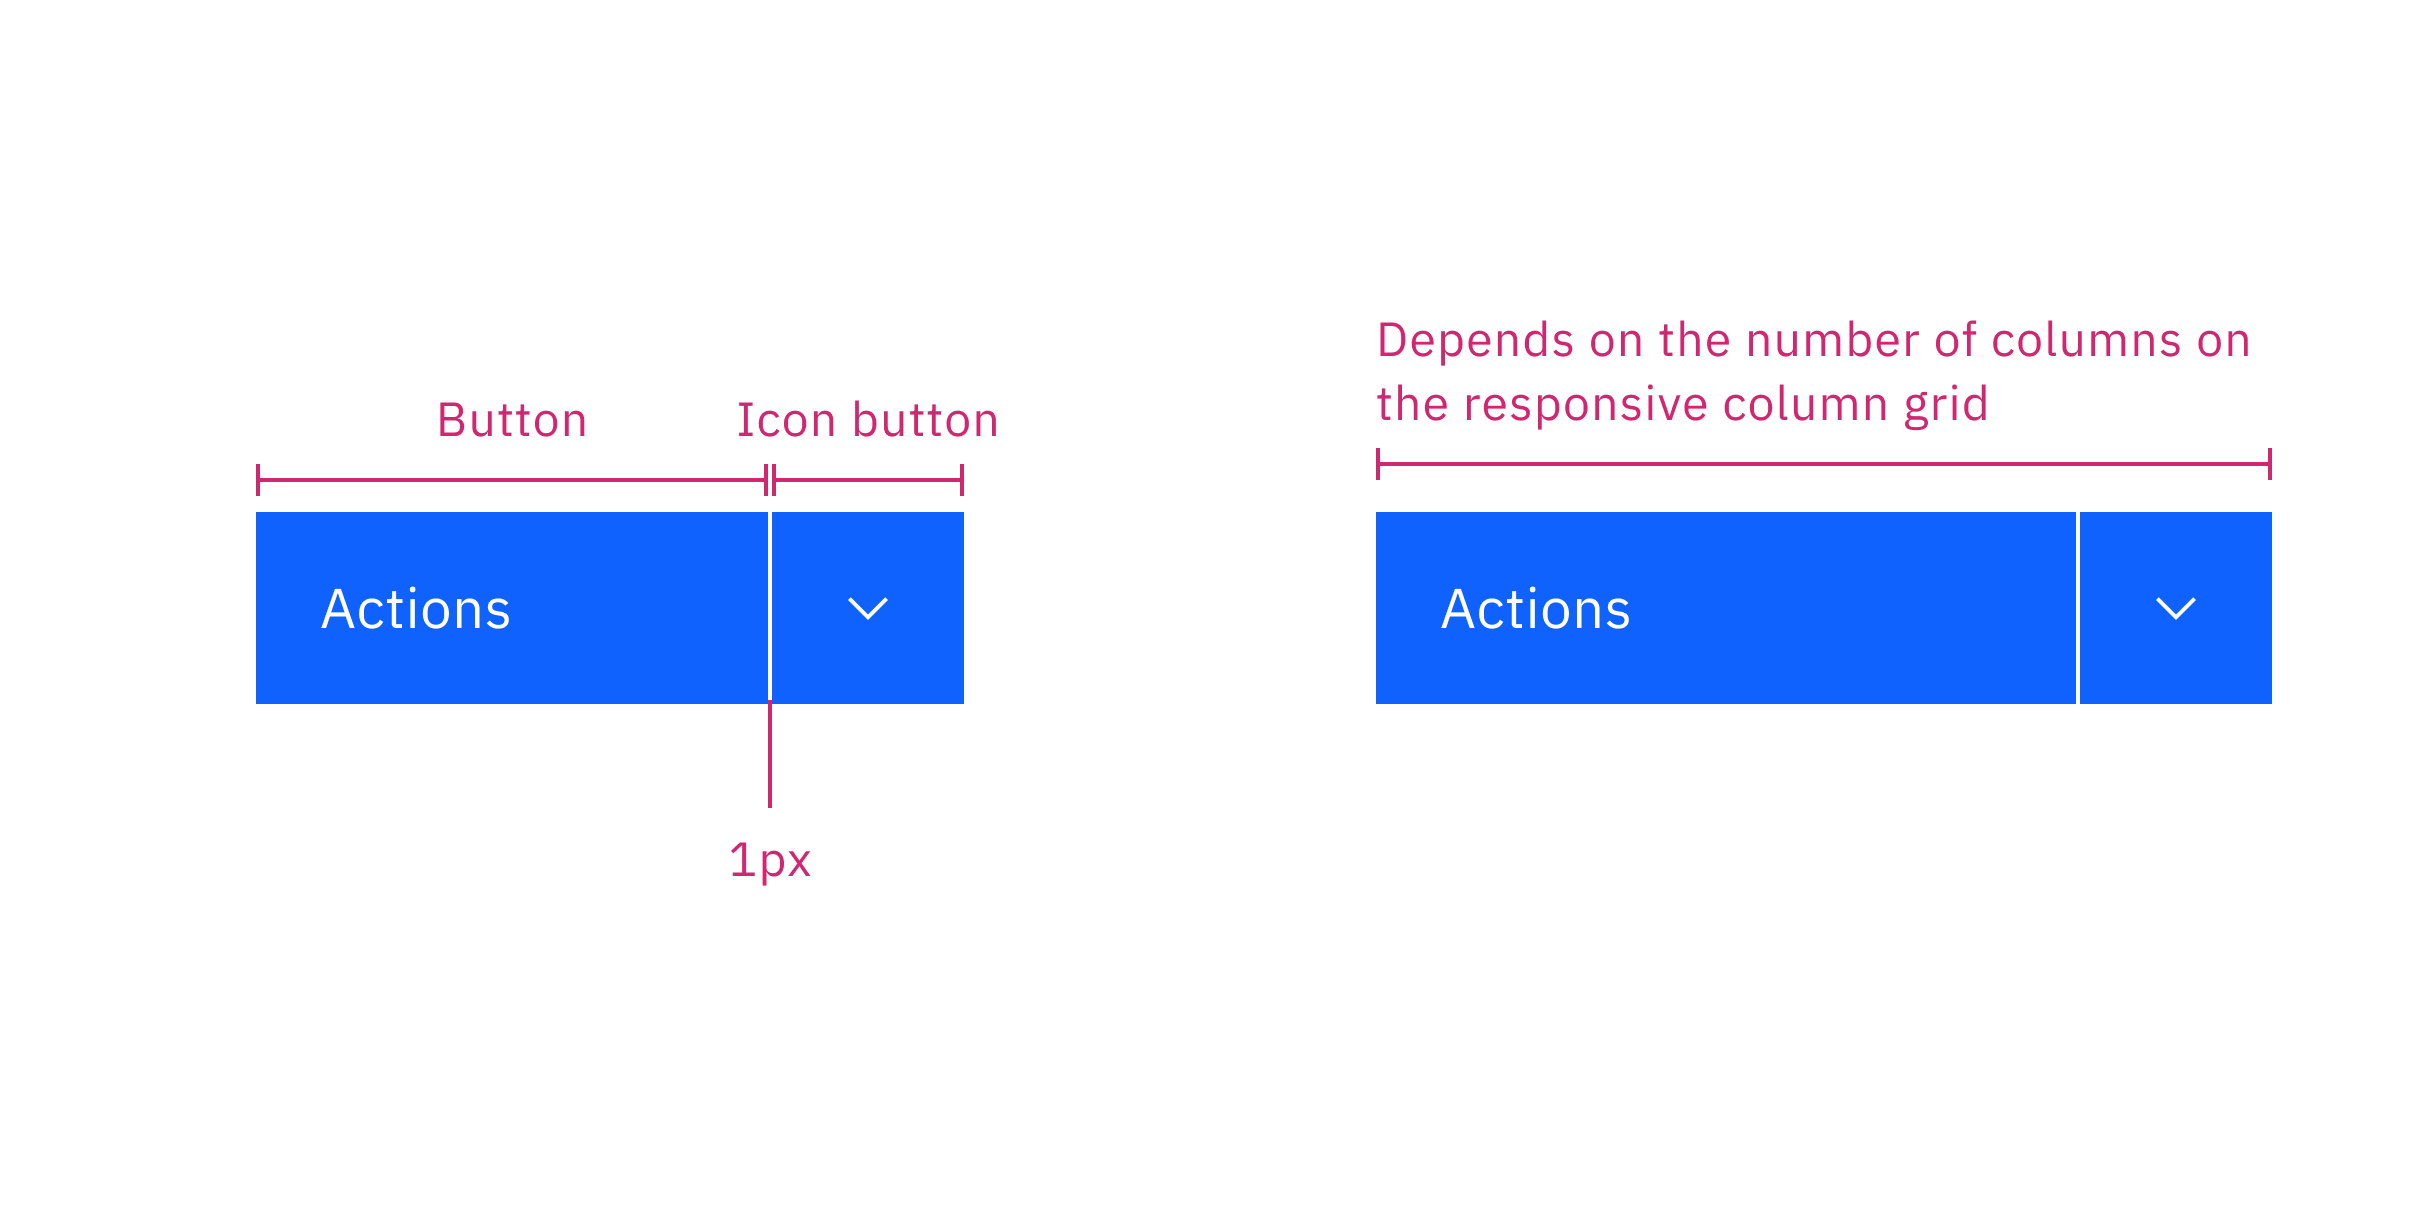 Button
Icon button
Actions
1px
Depends on the number of columns on
the responsive column grid
Actions